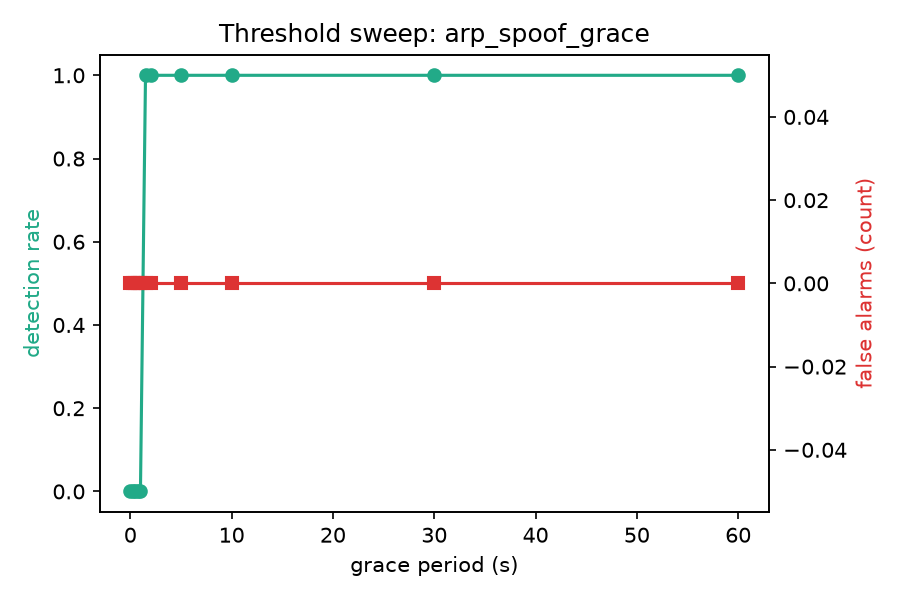 Threshold sweep: arp_spoof_grace
detection rate
1.0
0.8
0.6
0.4
0.2
0.0
0.04
0.02
0.00
−0.02
−0.04
false alarms (count)
0 10 20 30 40 50 60
grace period (s)